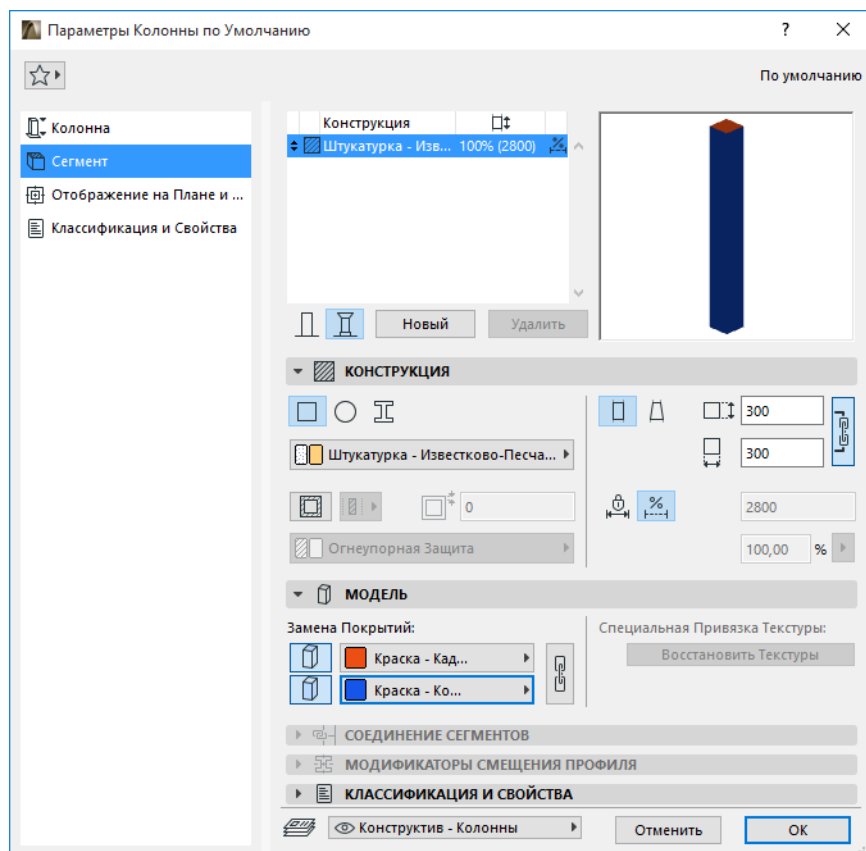 Параметры Колонны по Умолчанию
?
По умолчанию
Колонна
Сегмент
Отображение на Плане и ...
Классификация и Свойства
Конструкция
Штукатурка - Изв... 100% (2800)
Новый Удалить
КОНСТРУКЦИЯ
300
Штукатурка - Известково-Песча...
300
0
2800
Огнеупорная Защита
100,00 %
МОДЕЛЬ
Замена Покрытий: Специальная Привязка Текстуры:
Краска - Кад... Восстановить Текстуры
Краска - Ко...
СОЕДИНЕНИЕ СЕГМЕНТОВ
МОДИФИКАТОРЫ СМЕЩЕНИЯ ПРОФИЛЯ
КЛАССИФИКАЦИЯ И СВОЙСТВА
Конструктив - Колонны Отменить OK